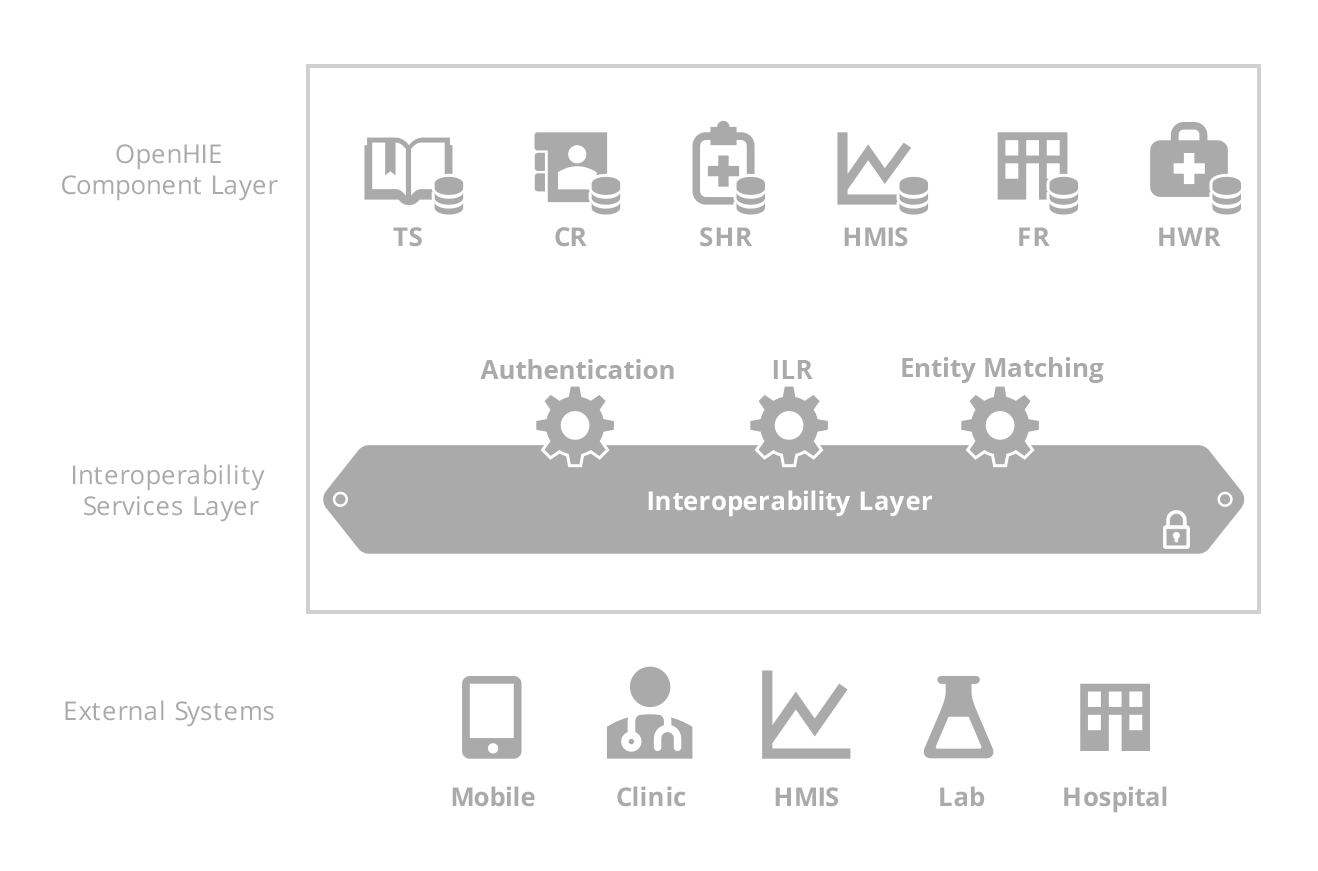 OpenHIE
Component Layer
TS
CR
SHR
HMIS
FR
HWR
Authentication
ILR
Entity Matching
Interoperability
Services Layer
Interoperability Layer
External Systems
Mobile
Clinic
HMIS
Lab
Hospital